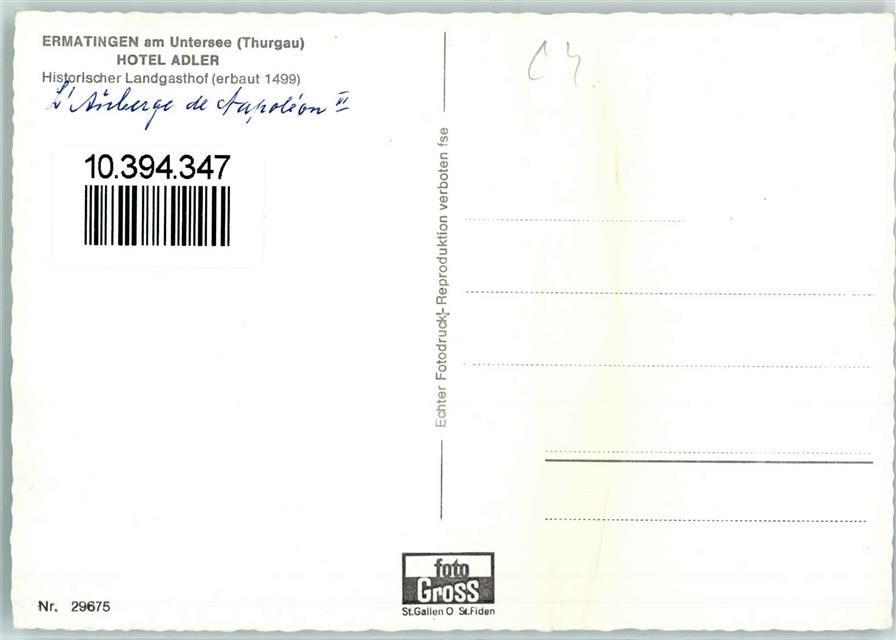 ERMATINGEN am Untersee (Thurgau)
HOTEL ADLER
Historischer Landgasthof (erbaut 1499)
L'Auberge de Napoléon III
10.394.347
Echter Fotodruck - Reproduktion verboten fse
foto
Gross
St.Gallen O St.Fiden
Nr. 29675